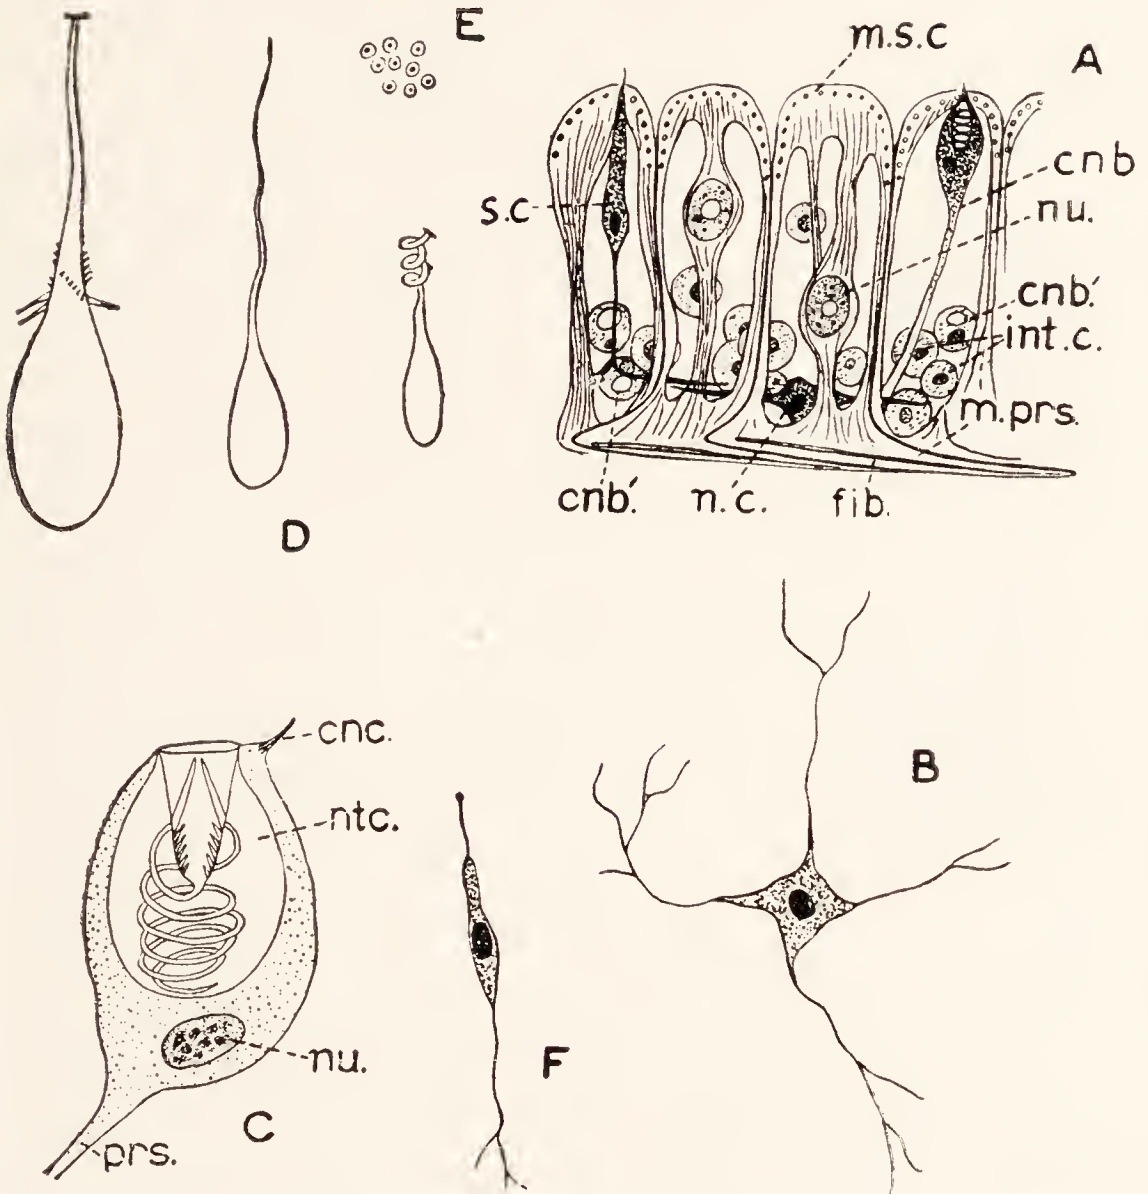 E
m.s.c
A
cnb
s.c
nu.
cnb'.
int.c.
m.prs.
cnb'.
n.c.
fib.
D
cnc.
B
ntc.
nu.
F
C
prs.